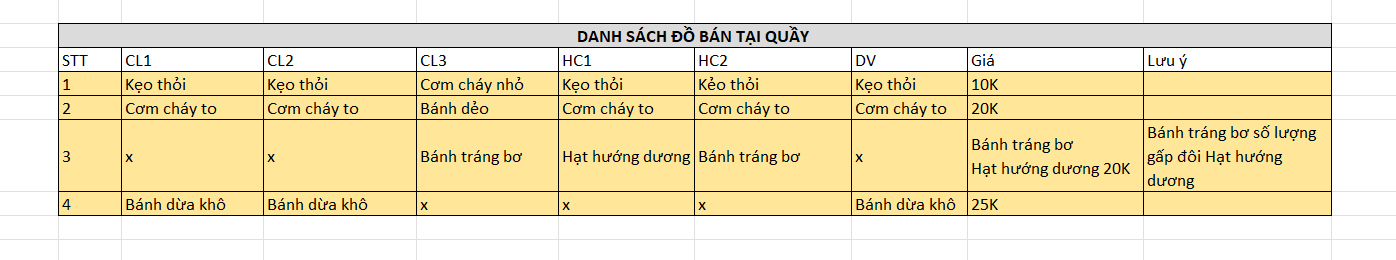 DANH SÁCH ĐỒ BÁN TẠI QUẦY
STT CL1 CL2 CL3 HC1 HC2 DV Giá Lưu ý
1 Kẹo thỏi Kẹo thỏi Cơm cháy nhỏ Kẹo thỏi Kẻo thỏi Kẹo thỏi 10K
2 Cơm cháy to Cơm cháy to Bánh dẻo Cơm cháy to Cơm cháy to Cơm cháy to 20K
3 x x Bánh tráng bơ Hạt hướng dương Bánh tráng bơ x
Bánh tráng bơ
Hạt hướng dương 20K
Bánh tráng bơ số lượng
gấp đôi Hạt hướng
dương
4 Bánh dừa khô Bánh dừa khô x x x Bánh dừa khô 25K